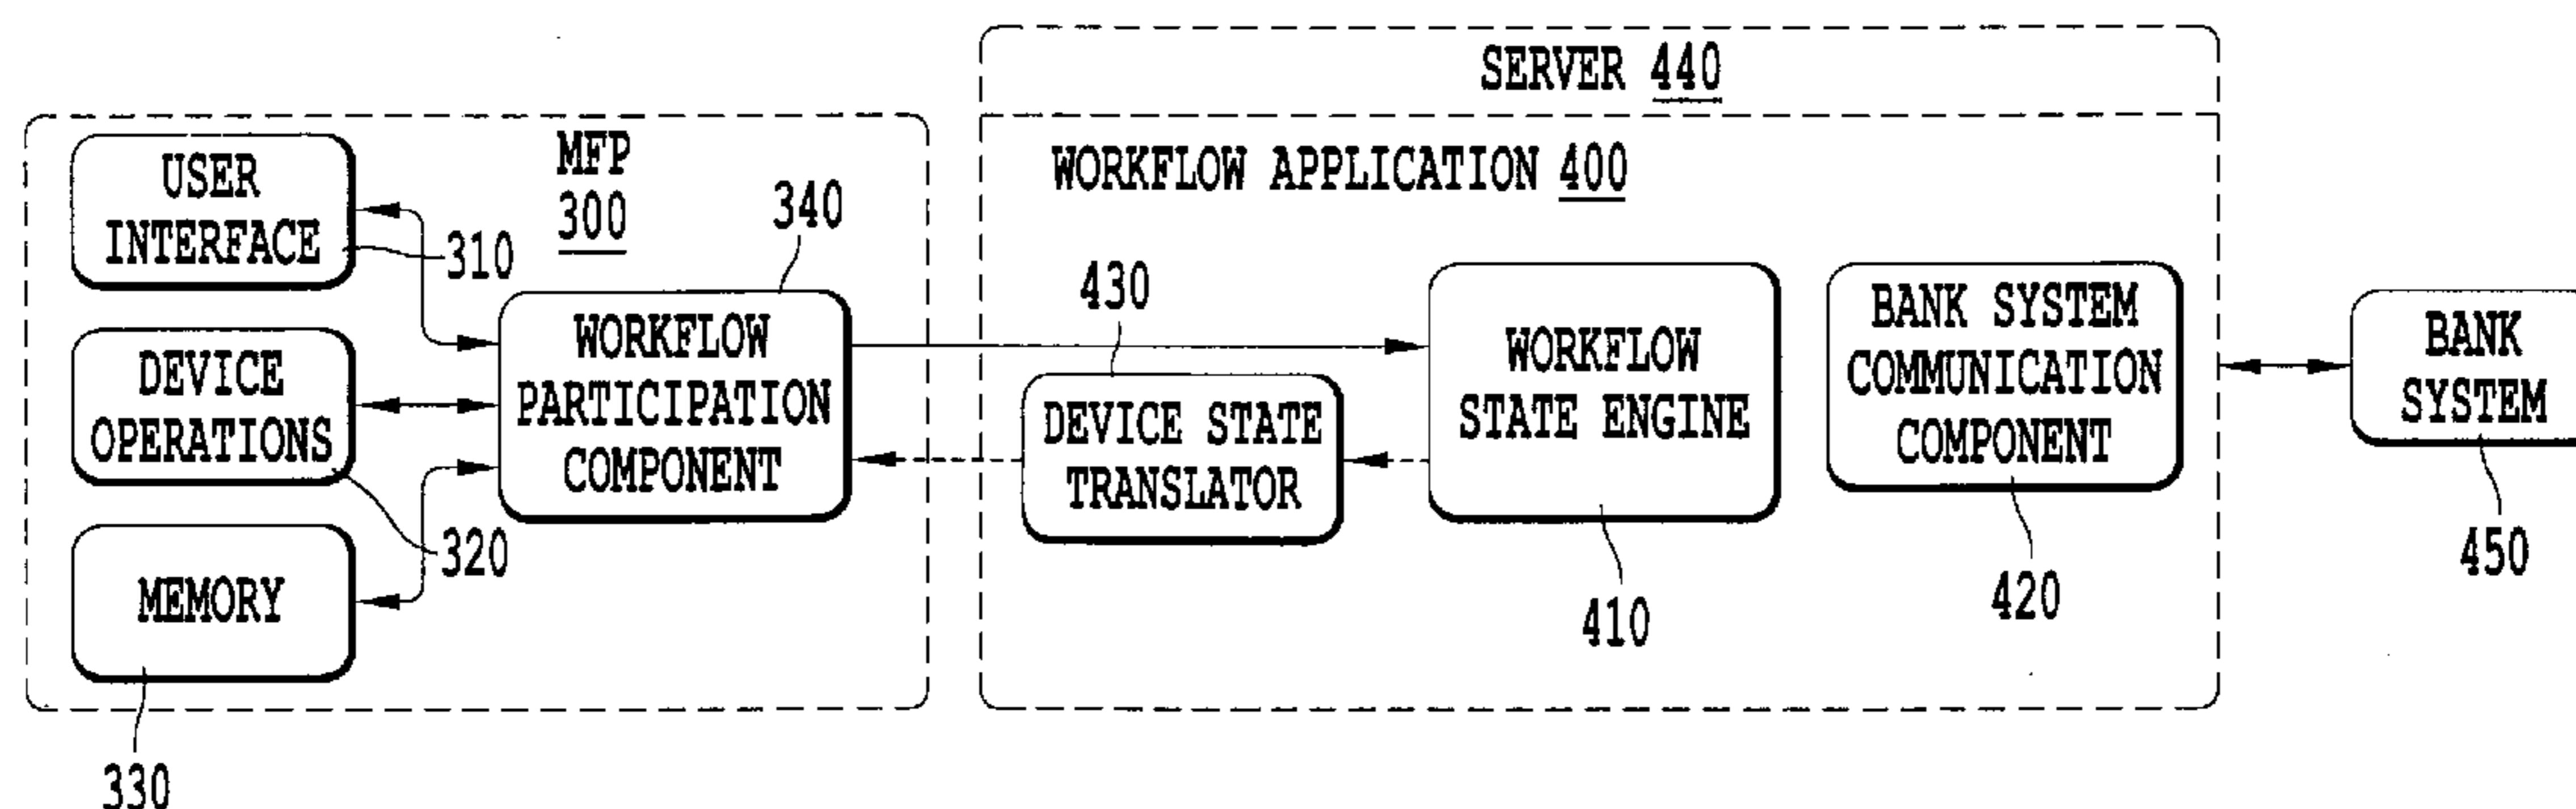 SERVER 440
USER
INTERFACE
310
MFP
300
340
WORKFLOW APPLICATION 400
DEVICE
OPERATIONS
320
WORKFLOW
PARTICIPATION
COMPONENT
430
DEVICE STATE
TRANSLATOR
WORKFLOW
STATE ENGINE
410
BANK SYSTEM
COMMUNICATION
COMPONENT
420
BANK
SYSTEM
450
MEMORY
330